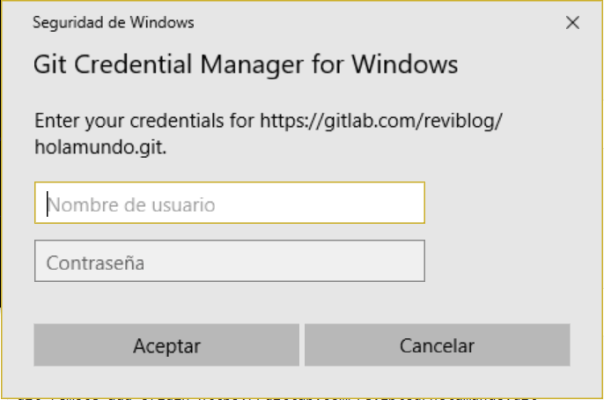 Seguridad de Windows
Git Credential Manager for Windows
Enter your credentials for https://gitlab.com/reviblog/
holamundo.git.
Nombre de usuario
Contraseña
Aceptar
Cancelar